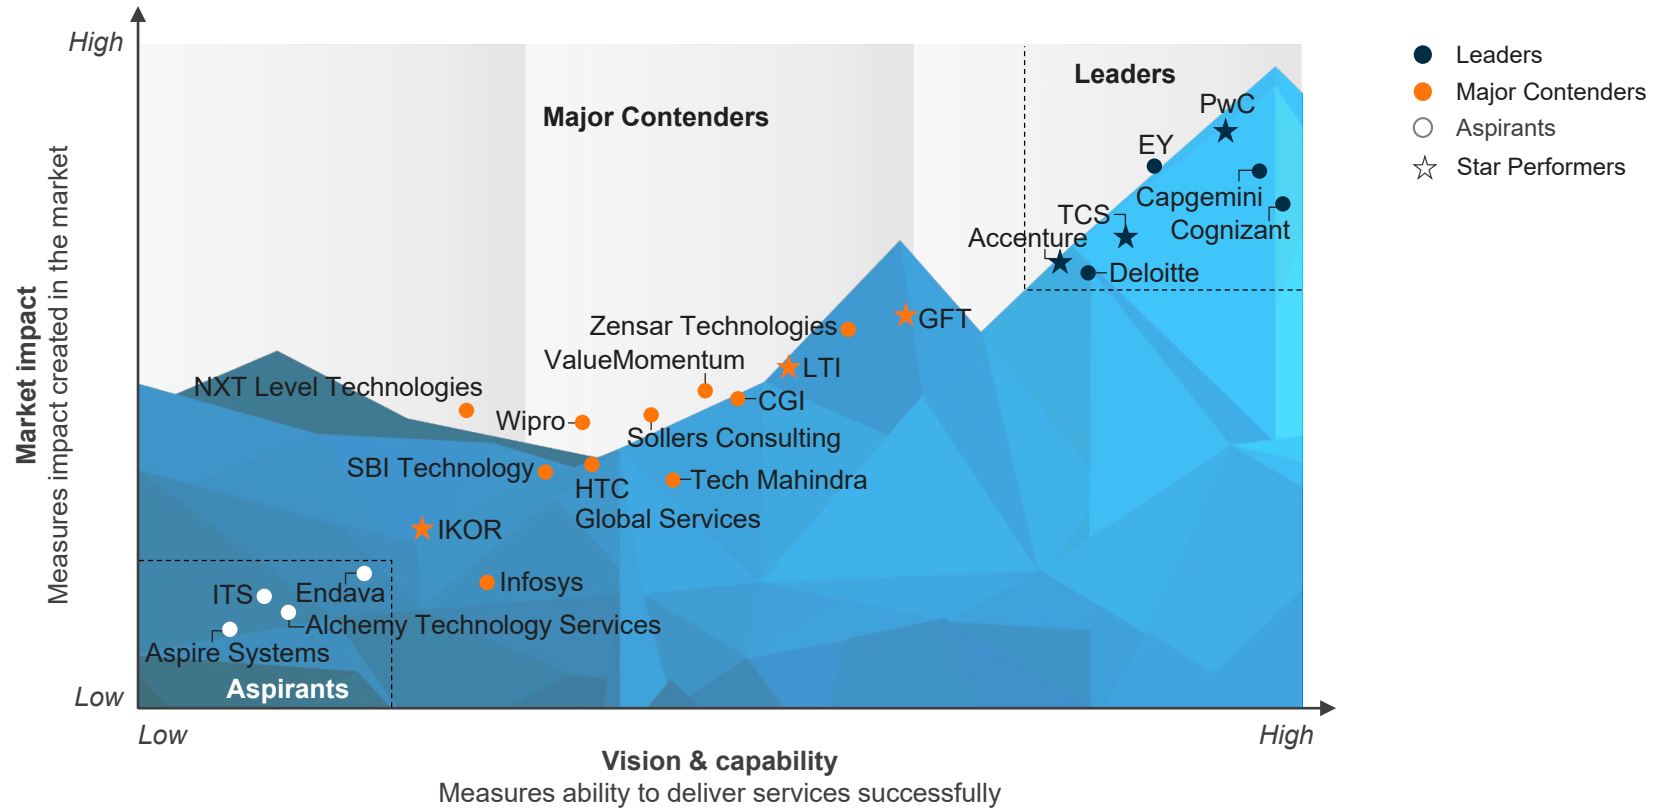 High
Leaders
Leaders
Major Contenders
Aspirants
Star Performers
Major Contenders
PwC
EY
Capgemini
TCS
Cognizant
Accenture
Deloitte
Zensar Technologies
GFT
ValueMomentum
LTI
NXT Level Technologies
CGI
Wipro
Sollers Consulting
SBI Technology
HTC
Global Services
Tech Mahindra
IKOR
Infosys
ITS
Endava
Alchemy Technology Services
Aspire Systems
Aspirants
Market impact
Measures impact created in the market
Low
Low
High
Vision & capability
Measures ability to deliver services successfully